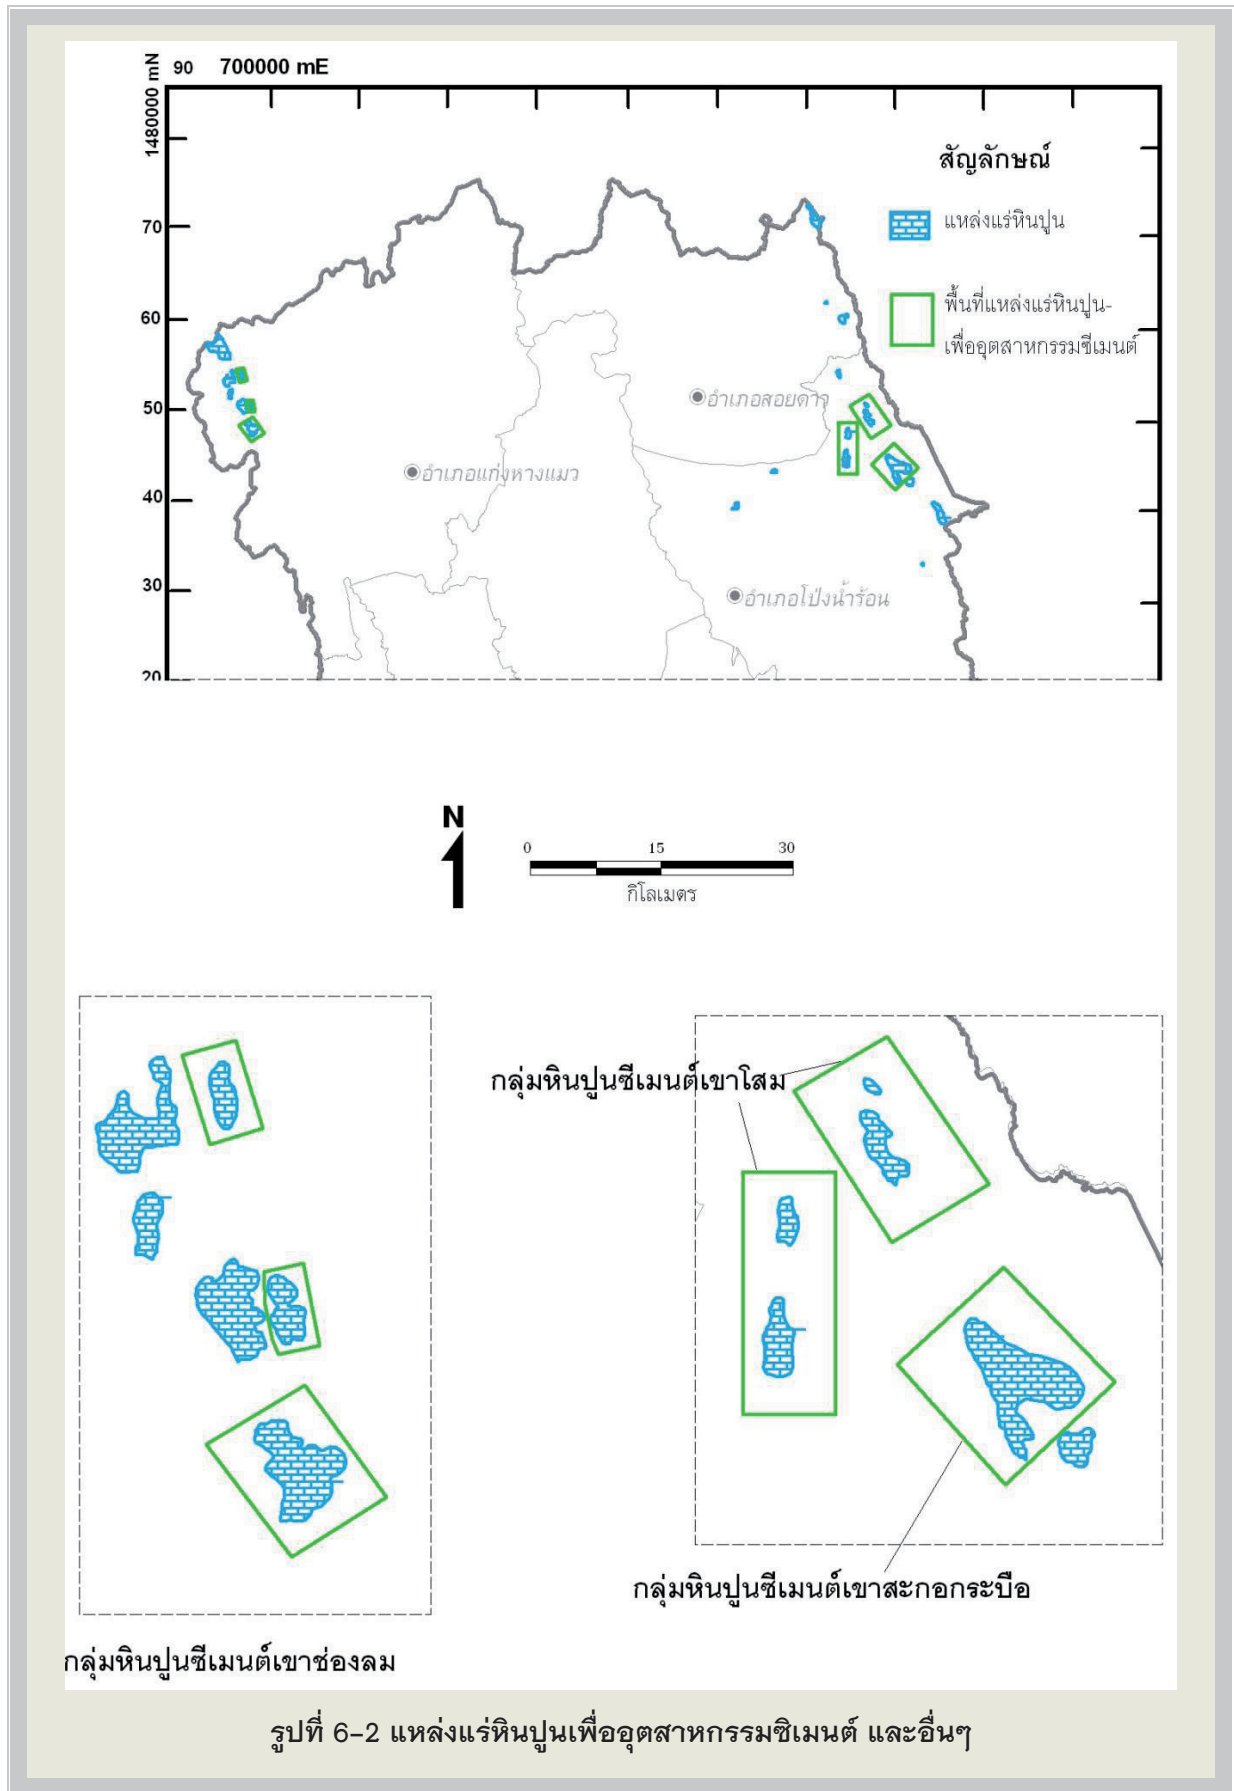 90 700000 mE
1480000 mN
70
60
50
40
30
20
สัญลักษณ์
แหล่งแร่หินปูน
พื้นที่แหล่งแร่หินปูน-
เพื่ออุตสาหกรรมซีเมนต์
อำเภอสอยดาว
อำเภอแก่งหางแมว
อำเภอโป่งน้ำร้อน
N
0 15 30
กิโลเมตร
กลุ่มหินปูนซีเมนต์เขาโสม
กลุ่มหินปูนซีเมนต์เขาสะกอกระบือ
กลุ่มหินปูนซีเมนต์เขาช่องลม
รูปที่ 6-2 แหล่งแร่หินปูนเพื่ออุตสาหกรรมซิเมนต์ และอื่นๆ